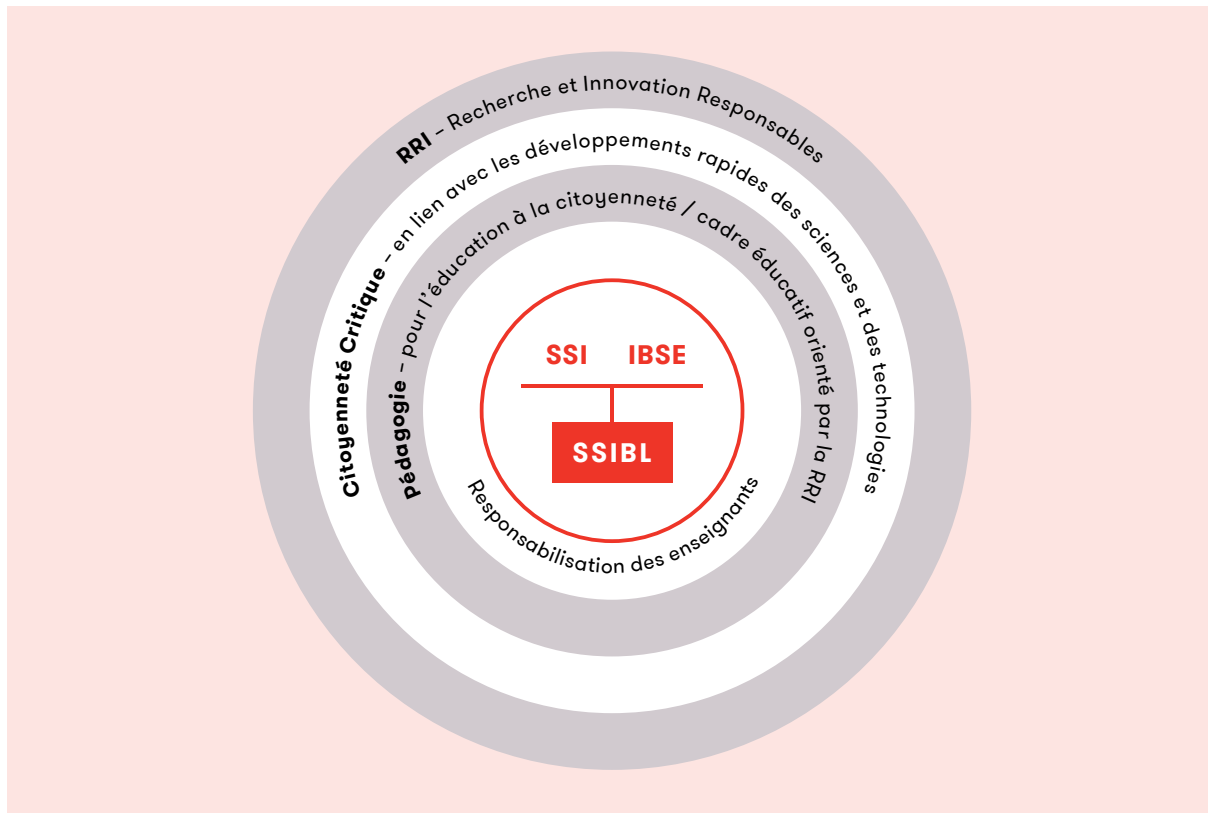 RRI – Recherche et Innovation Responsables
Citoyenneté Critique – en lien avec les développements rapides des sciences et des technologies
Pédagogie – pour l'éducation à la citoyenneté / cadre éducatif orienté par la RRI
SSI IBSE
SSIBL
Responsabilisation des enseignants